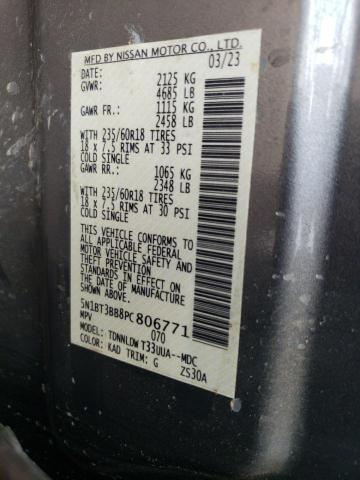 MFD BY NISSAN MOTOR CO., LTD.
DATE: 03/23
GVWR: 2125 KG
4685 LB
GAWR FR.: 1115 KG
2458 LB
WITH 235/60R18 TIRES
18 x 7.5 RIMS AT 33 PSI
COLD SINGLE
GAWR RR.: 1065 KG
2348 LB
WITH 235/60R18 TIRES
18 x 7.5 RIMS AT 30 PSI
COLD SINGLE
THIS VEHICLE CONFORMS TO
ALL APPLICABLE FEDERAL
MOTOR VEHICLE SAFETY AND
THEFT PREVENTION
STANDARDS IN EFFECT ON
THE DATE OF MANUFACTURE
SHOWN ABOVE.
5N1BT3BB8PC806771
MPV 070
MODEL: TDNNLDW T33UUA--MDC
COLOR: KAD TRIM: G ZS30A